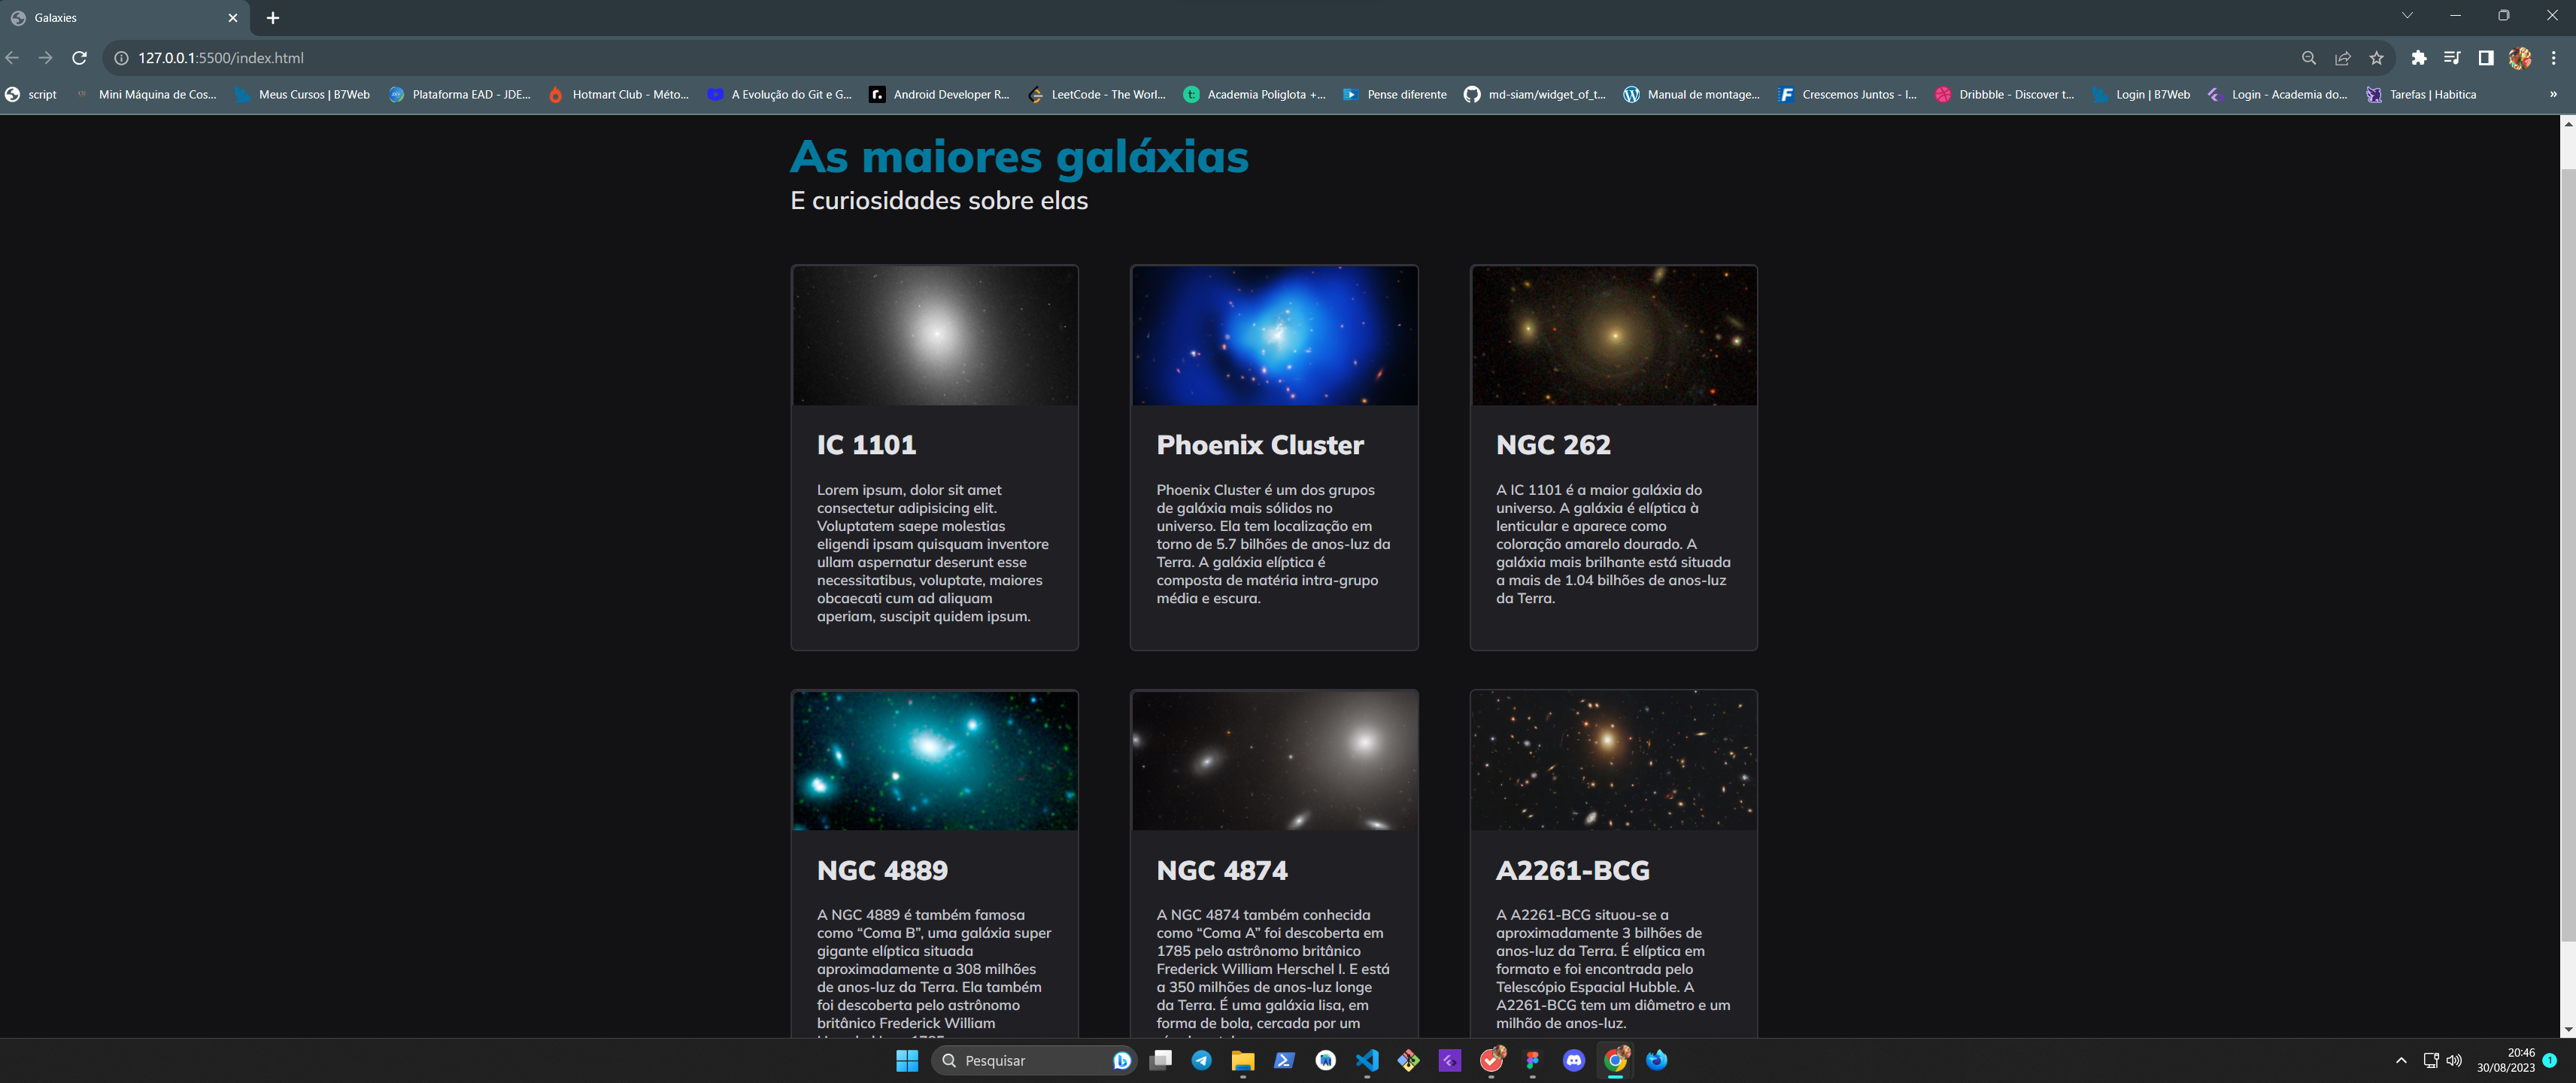 Galaxies
127.0.0.1:5500/index.html
script
Mini Máquina de Cos...
Meus Cursos | B7Web
Plataforma EAD - JDE...
Hotmart Club - Méto...
A Evolução do Git e G...
Android Developer R...
LeetCode - The Worl...
Academia Poliglota +...
Pense diferente
md-siam/widget_of_t...
Manual de montage...
Crescemos Juntos - I...
Dribbble - Discover t...
Login | B7Web
Login - Academia do...
Tarefas | Habitica
»
As maiores galáxias
E curiosidades sobre elas
IC 1101
Lorem ipsum, dolor sit amet
consectetur adipisicing elit.
Voluptatem saepe molestias
eligendi ipsam quisquam inventore
ullam aspernatur deserunt esse
necessitatibus, voluptate, maiores
obcaecati cum ad aliquam
aperiam, suscipit quidem ipsum.
Phoenix Cluster
Phoenix Cluster é um dos grupos
de galáxia mais sólidos no
universo. Ela tem localização em
torno de 5.7 bilhões de anos-luz da
Terra. A galáxia elíptica é
composta de matéria intra-grupo
média e escura.
NGC 262
A IC 1101 é a maior galáxia do
universo. A galáxia é elíptica à
lenticular e aparece como
coloração amarelo dourado. A
galáxia mais brilhante está situada
a mais de 1.04 bilhões de anos-luz
da Terra.
NGC 4889
A NGC 4889 é também famosa
como “Coma B”, uma galáxia super
gigante elíptica situada
aproximadamente a 308 milhões
de anos-luz da Terra. Ela também
foi descoberta pelo astrônomo
britânico Frederick William
NGC 4874
A NGC 4874 também conhecida
como “Coma A” foi descoberta em
1785 pelo astrônomo britânico
Frederick William Herschel I. E está
a 350 milhões de anos-luz longe
da Terra. É uma galáxia lisa, em
forma de bola, cercada por um
A2261-BCG
A A2261-BCG situou-se a
aproximadamente 3 bilhões de
anos-luz da Terra. É elíptica em
formato e foi encontrada pelo
Telescópio Espacial Hubble. A
A2261-BCG tem um diâmetro e um
milhão de anos-luz.
Pesquisar
20:46
30/08/2023
1